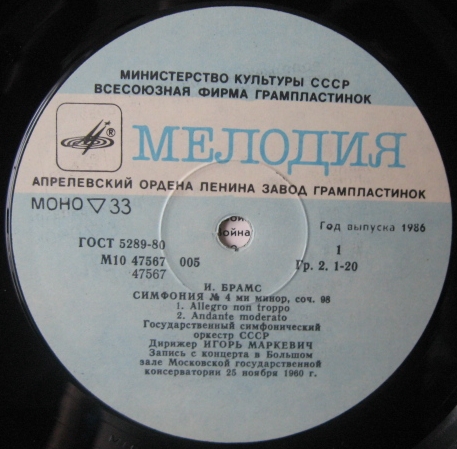 МИНИСТЕРСТВО КУЛЬТУРЫ СССР
ВСЕСОЮЗНАЯ ФИРМА ГРАМПЛАСТИНОК
®
МЕЛОДИЯ
АПРЕЛЕВСКИЙ ОРДЕНА ЛЕНИНА ЗАВОД ГРАМПЛАСТИНОК
МОНО ▽ 33
Год выпуска 1986
ГОСТ 5289-80
1
М10 47567 005
47567
Гр. 2. 1-20
И. БРАМС
СИМФОНИЯ № 4 ми минор, соч. 98
1. Allegro non troppo
2. Andante moderato
Государственный симфонический
оркестр СССР
Дирижер ИГОРЬ МАРКЕВИЧ
Запись с концерта в Большом
зале Московской государственной
консерватории 25 ноября 1960 г.